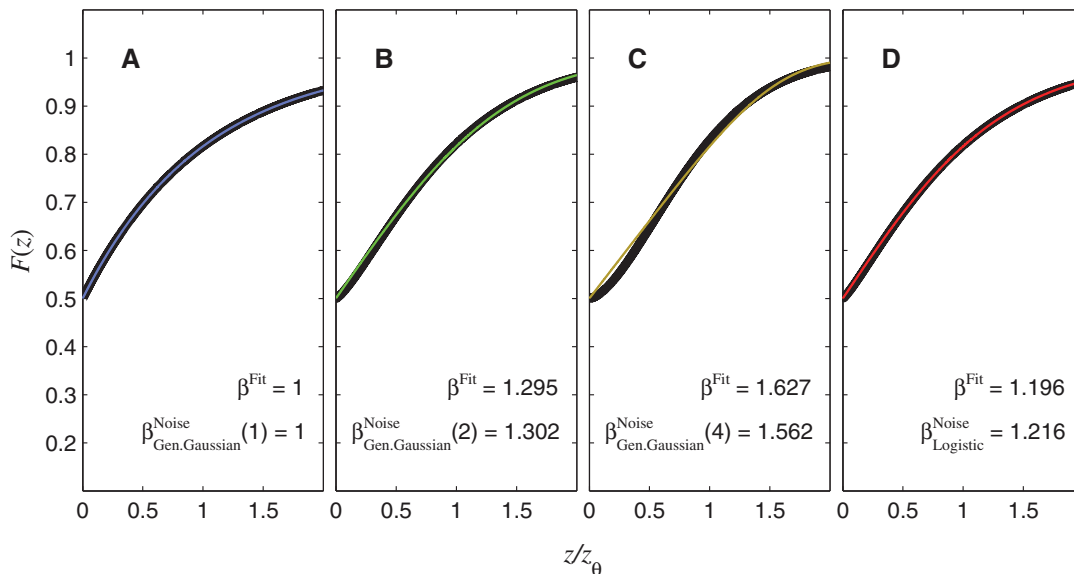 A B C D
1
0.9
0.8
0.7
0.6
0.5
0.4
0.3
0.2
F(z)
β^Fit = 1
β^Noise_Gen.Gaussian(1) = 1
β^Fit = 1.295
β^Noise_Gen.Gaussian(2) = 1.302
β^Fit = 1.627
β^Noise_Gen.Gaussian(4) = 1.562
β^Fit = 1.196
β^Noise_Logistic = 1.216
0 0.5 1 1.5 0 0.5 1 1.5 0 0.5 1 1.5 0 0.5 1 1.5
z/z_θ